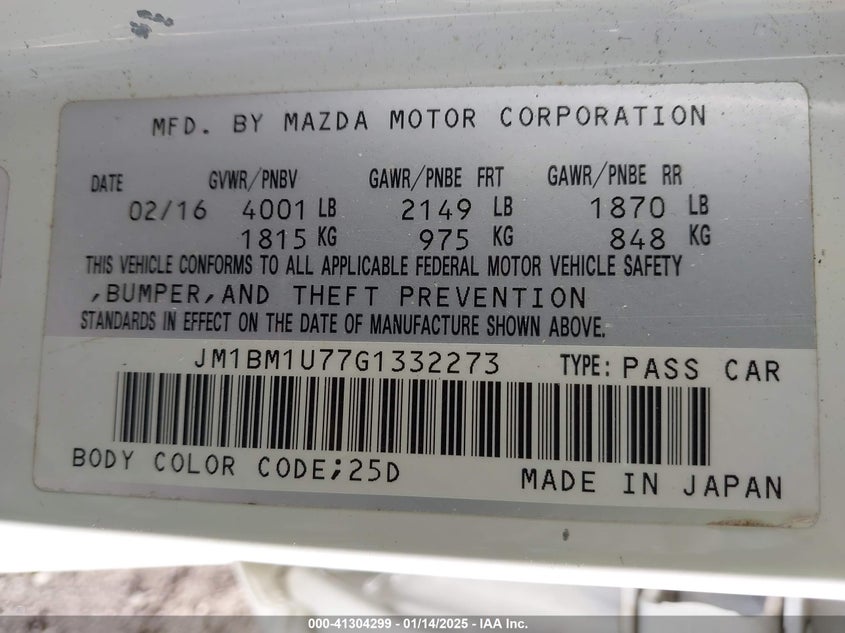 MFD. BY MAZDA MOTOR CORPORATION
DATE GVWR/PNBV GAWR/PNBE FRT GAWR/PNBE RR
02/16 4001 LB 2149 LB 1870 LB
1815 KG 975 KG 848 KG
THIS VEHICLE CONFORMS TO ALL APPLICABLE FEDERAL MOTOR VEHICLE SAFETY
,BUMPER,AND THEFT PREVENTION
STANDARDS IN EFFECT ON THE DATE OF MANUFACTURE SHOWN ABOVE.
JM1BM1U77G1332273 TYPE: PASS CAR
BODY COLOR CODE;25D MADE IN JAPAN
000-41304299 - 01/14/2025 - IAA Inc.